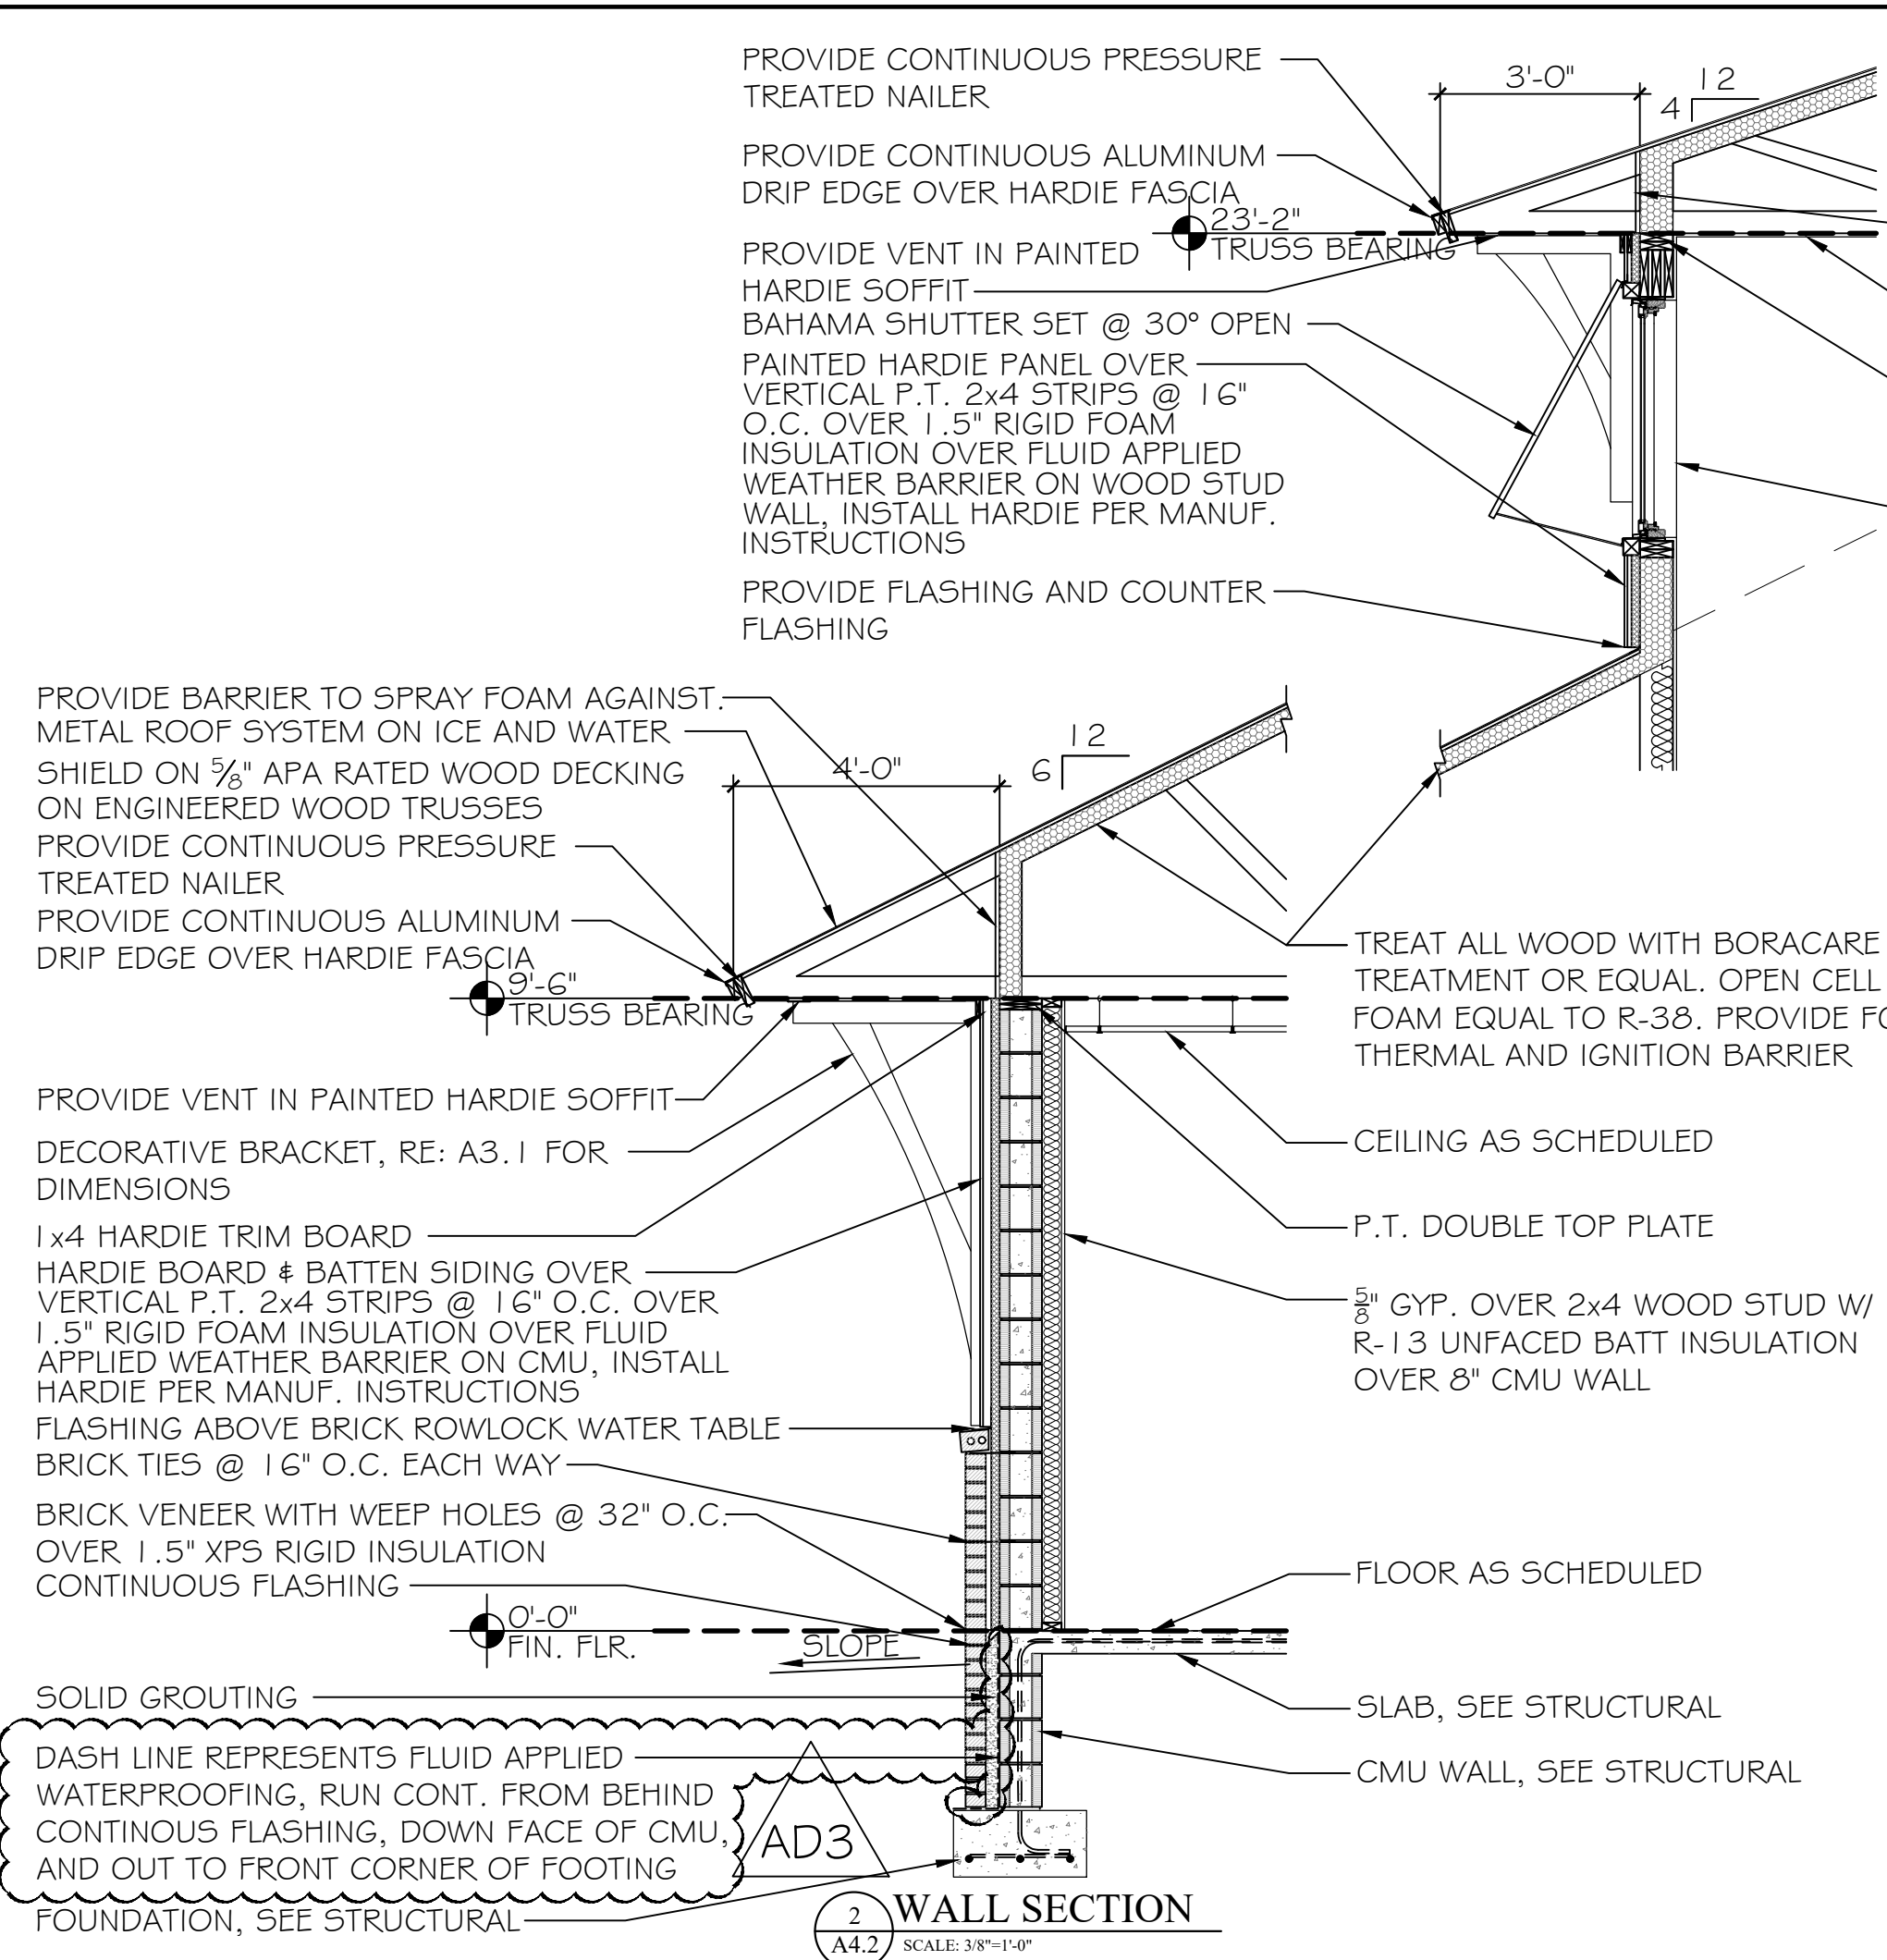 PROVIDE CONTINUOUS PRESSURE
TREATED NAILER
3'-0"
12
4
PROVIDE CONTINUOUS ALUMINUM
DRIP EDGE OVER HARDIE FASCIA
23'-2"
TRUSS BEARING
PROVIDE VENT IN PAINTED
HARDIE SOFFIT
BAHAMA SHUTTER SET @ 30° OPEN
PAINTED HARDIE PANEL OVER
VERTICAL P.T. 2x4 STRIPS @ 16"
O.C. OVER 1.5" RIGID FOAM
INSULATION OVER FLUID APPLIED
WEATHER BARRIER ON WOOD STUD
WALL, INSTALL HARDIE PER MANUF.
INSTRUCTIONS
PROVIDE FLASHING AND COUNTER
FLASHING
PROVIDE BARRIER TO SPRAY FOAM AGAINST.
METAL ROOF SYSTEM ON ICE AND WATER
SHIELD ON 5/8" APA RATED WOOD DECKING
ON ENGINEERED WOOD TRUSSES
4'-0"
12
6
PROVIDE CONTINUOUS PRESSURE
TREATED NAILER
PROVIDE CONTINUOUS ALUMINUM
DRIP EDGE OVER HARDIE FASCIA
9'-6"
TRUSS BEARING
TREAT ALL WOOD WITH BORACARE
TREATMENT OR EQUAL. OPEN CELL
FOAM EQUAL TO R-38. PROVIDE
THERMAL AND IGNITION BARRIER
PROVIDE VENT IN PAINTED HARDIE SOFFIT
DECORATIVE BRACKET, RE: A3.1 FOR
DIMENSIONS
1x4 HARDIE TRIM BOARD
HARDIE BOARD & BATTEN SIDING OVER
VERTICAL P.T. 2x4 STRIPS @ 16" O.C. OVER
1.5" RIGID FOAM INSULATION OVER FLUID
APPLIED WEATHER BARRIER ON CMU, INSTALL
HARDIE PER MANUF. INSTRUCTIONS
FLASHING ABOVE BRICK ROWLOCK WATER TABLE
BRICK TIES @ 16" O.C. EACH WAY
BRICK VENEER WITH WEEP HOLES @ 32" O.C.
OVER 1.5" XPS RIGID INSULATION
CONTINUOUS FLASHING
0'-0"
FIN. FLR.
SLOPE
CEILING AS SCHEDULED
P.T. DOUBLE TOP PLATE
5/8" GYP. OVER 2x4 WOOD STUD W/
R-13 UNFACED BATT INSULATION
OVER 8" CMU WALL
FLOOR AS SCHEDULED
SLAB, SEE STRUCTURAL
CMU WALL, SEE STRUCTURAL
SOLID GROUTING
DASH LINE REPRESENTS FLUID APPLIED
WATERPROOFING, RUN CONT. FROM BEHIND
CONTINOUS FLASHING, DOWN FACE OF CMU,
AND OUT TO FRONT CORNER OF FOOTING
AD3
FOUNDATION, SEE STRUCTURAL
2
A4.2
WALL SECTION
SCALE: 3/8"=1'-0"